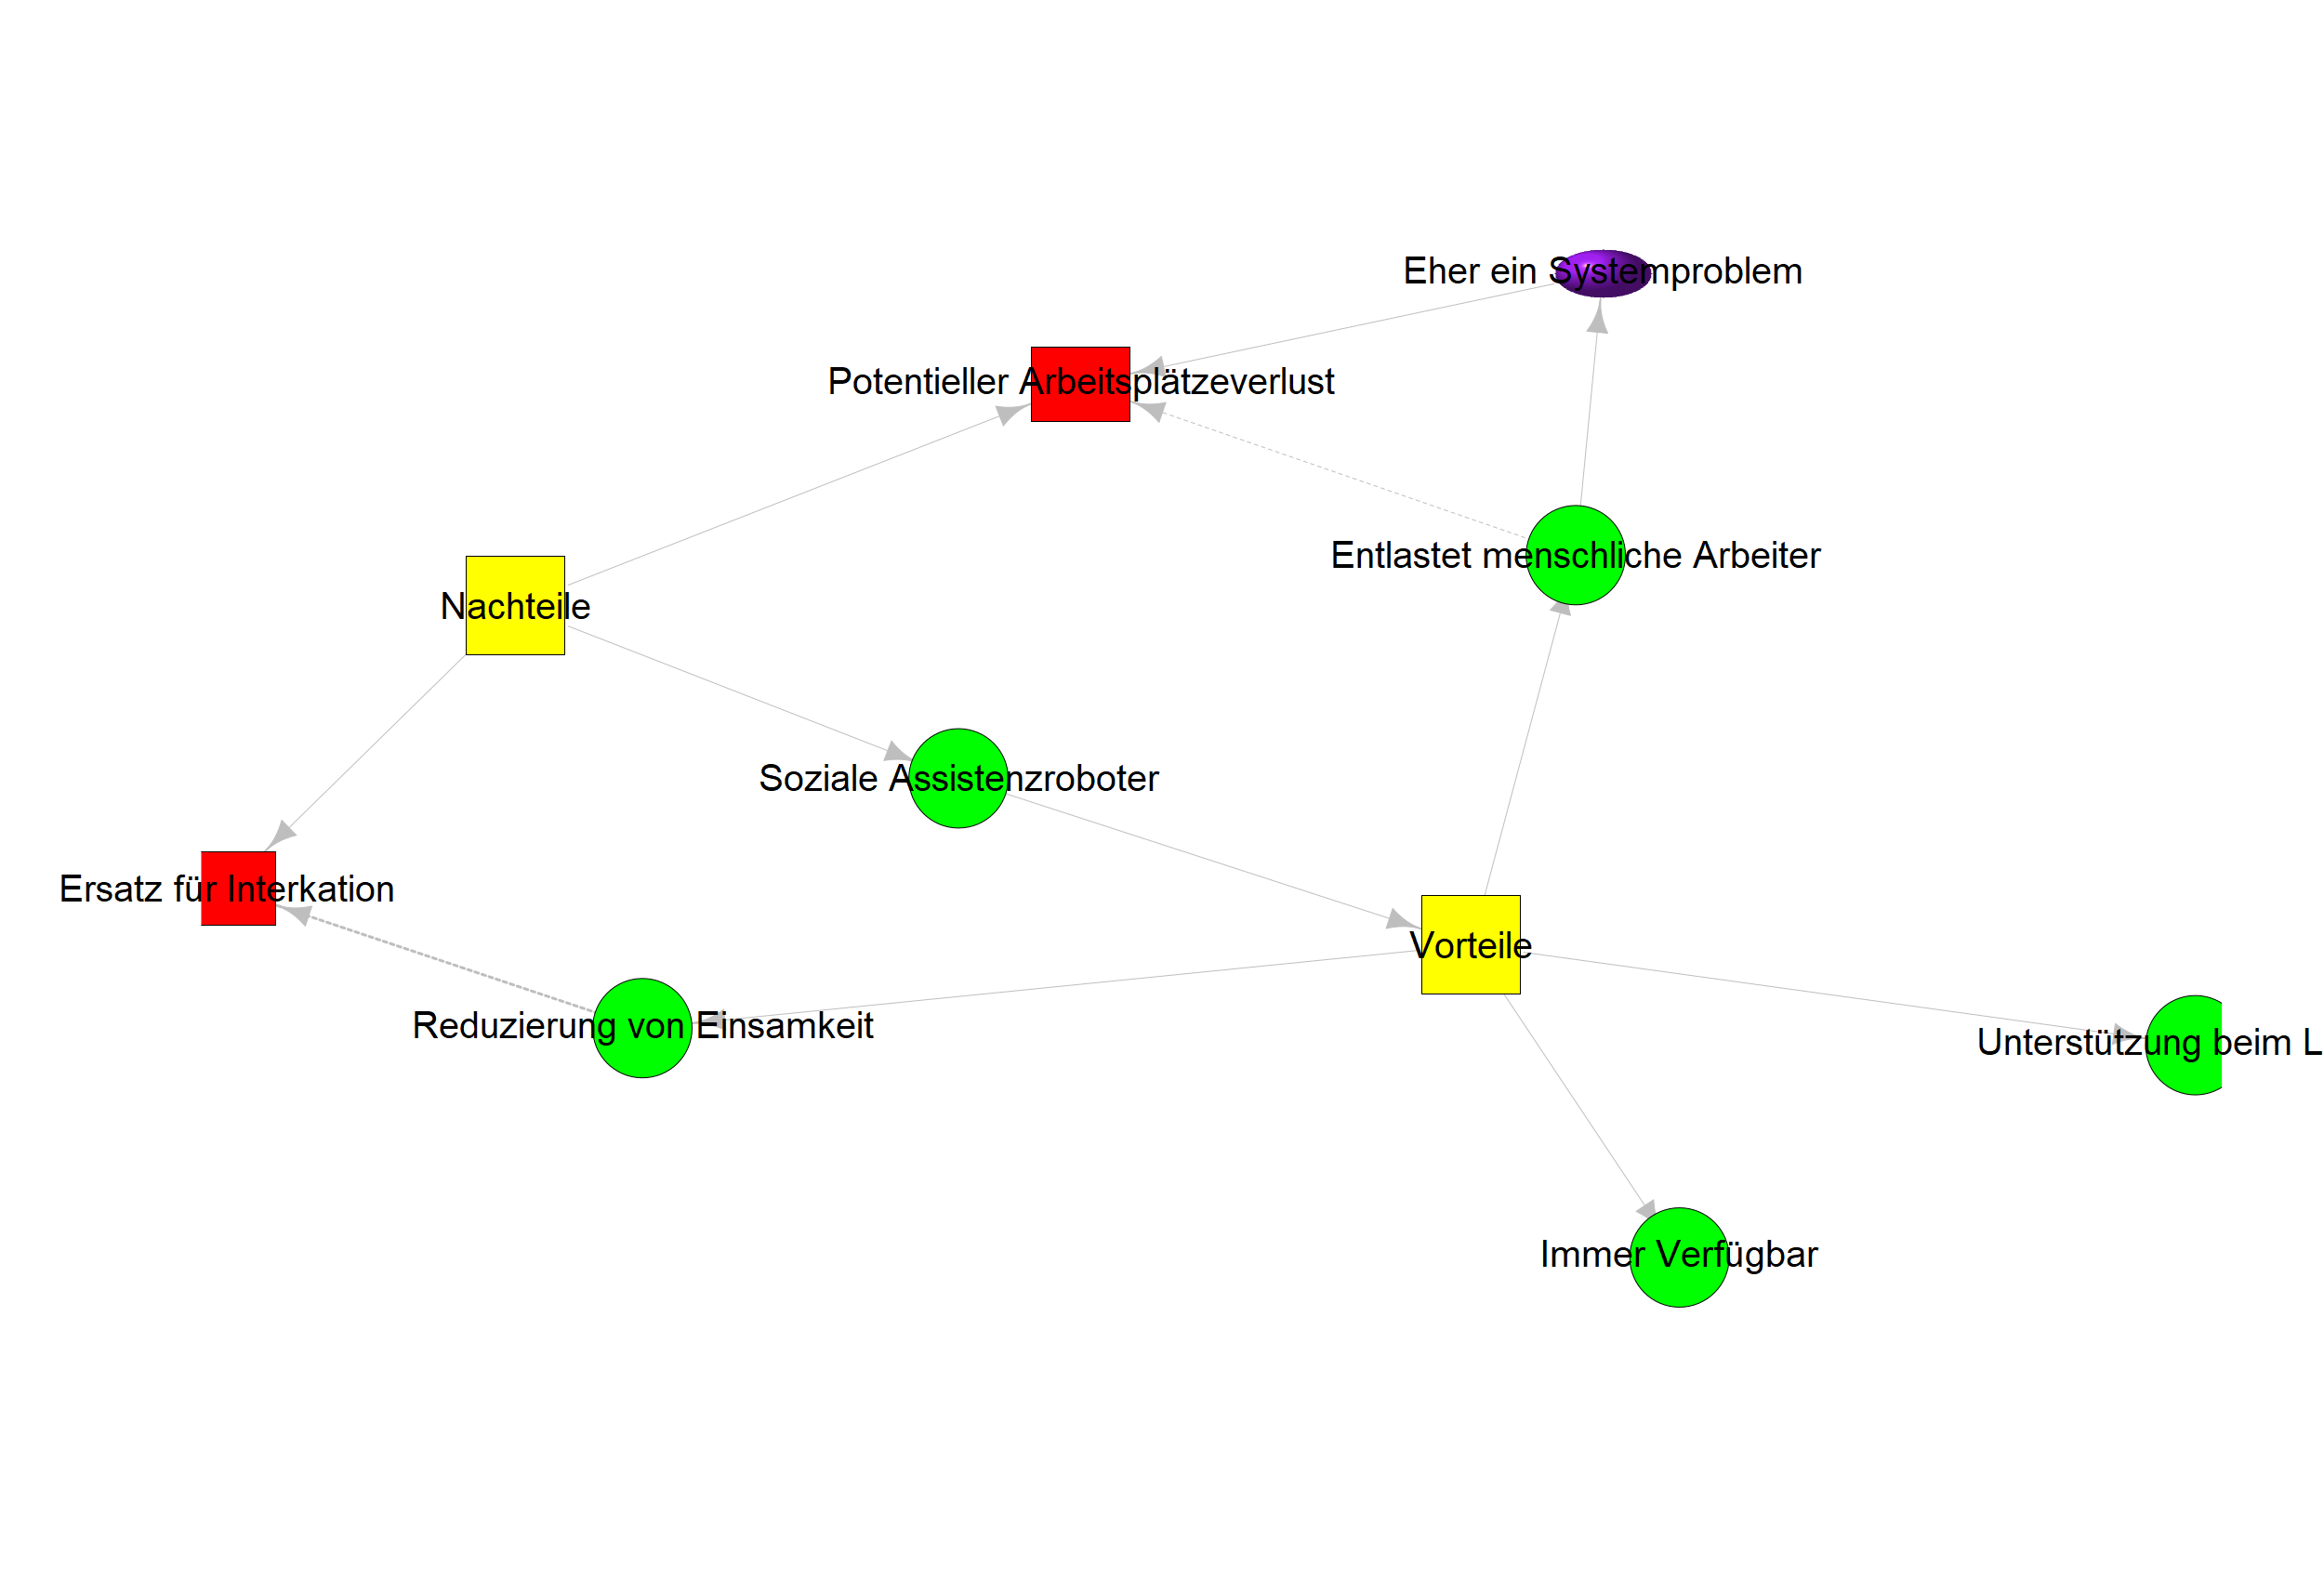 Eher ein Systemproblem
Potentieller Arbeitsplätzeverlust
Entlastet menschliche Arbeiter
Nachteile
Soziale Assistenzroboter
Ersatz für Interkation
Vorteile
Reduzierung von Einsamkeit
Unterstützung beim L
Immer Verfügbar